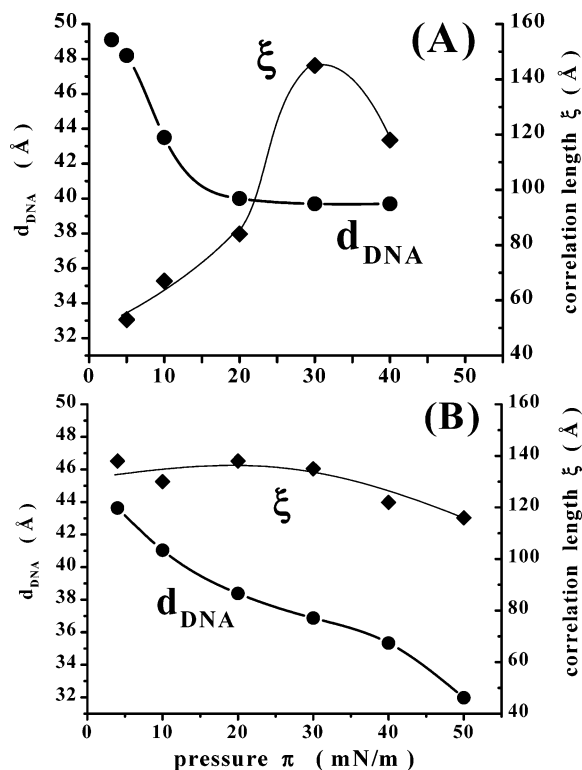 (A)
50
48
46
44
42
40
38
36
34
32
d_DNA (Å)
160
140
120
100
80
60
40
correlation length ξ (Å)
ξ
d_DNA
0 10 20 30 40 50
(B)
50
48
46
44
42
40
38
36
34
32
d_DNA (Å)
160
140
120
100
80
60
40
correlation length ξ (Å)
ξ
d_DNA
0 10 20 30 40 50
pressure π (mN/m)